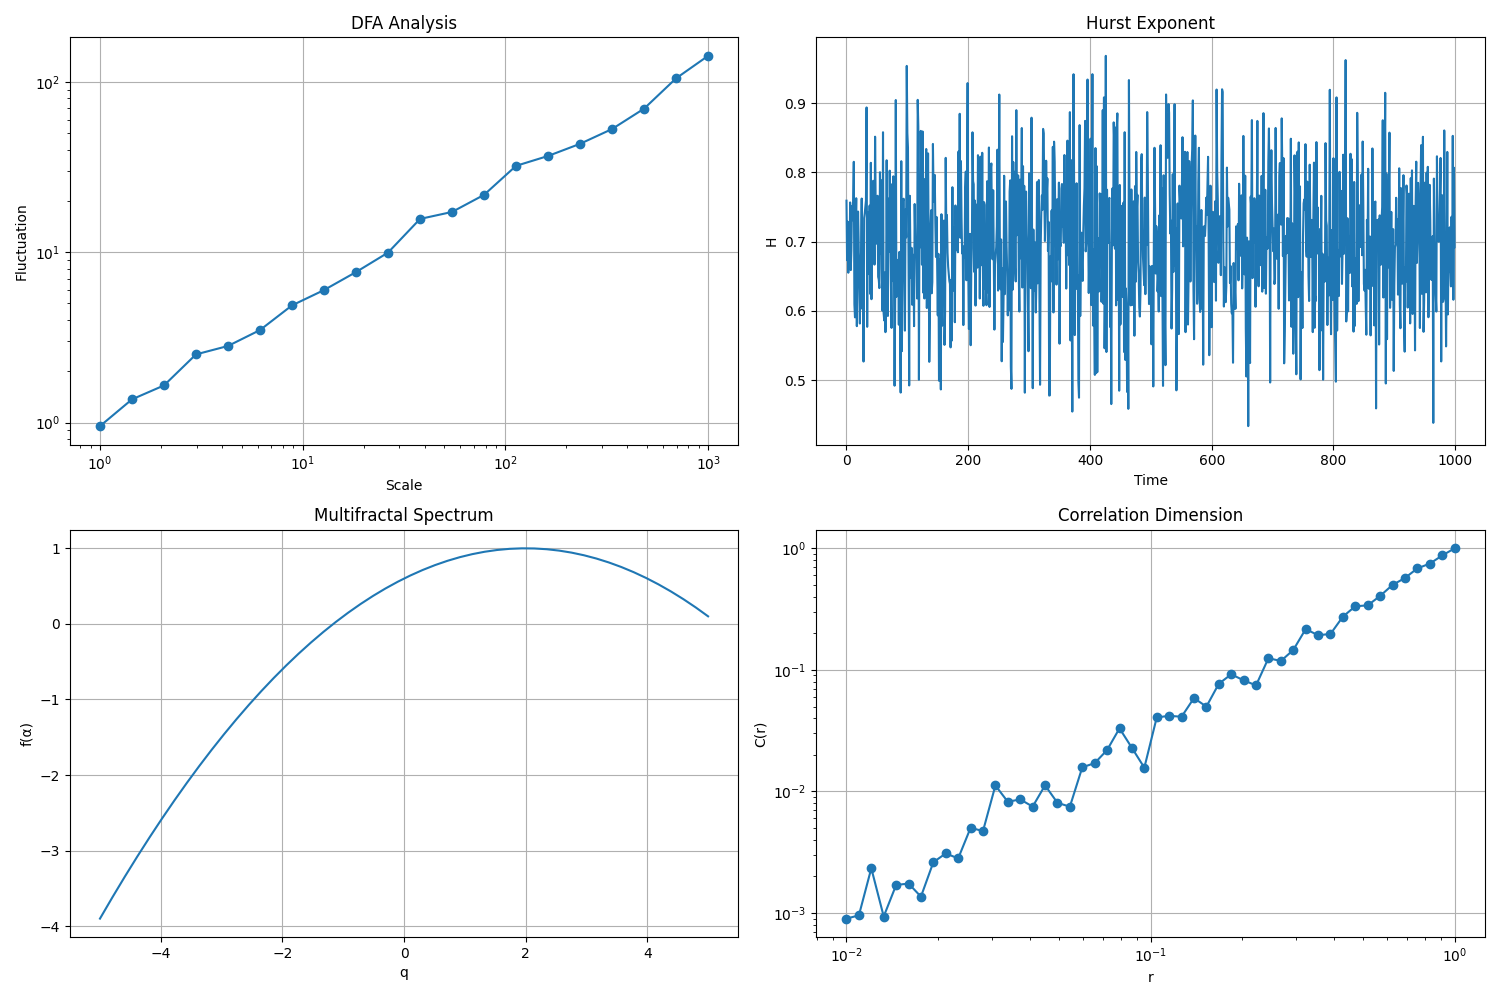 DFA Analysis
Fluctuation
10²
10¹
10⁰
10⁰ 10¹ 10² 10³
Scale
Hurst Exponent
H
0.9
0.8
0.7
0.6
0.5
0 200 400 600 800 1000
Time
Multifractal Spectrum
f(α)
1
0
−1
−2
−3
−4
−4 −2 0 2 4
q
Correlation Dimension
C(r)
10⁰
10⁻¹
10⁻²
10⁻³
10⁻² 10⁻¹ 10⁰
r